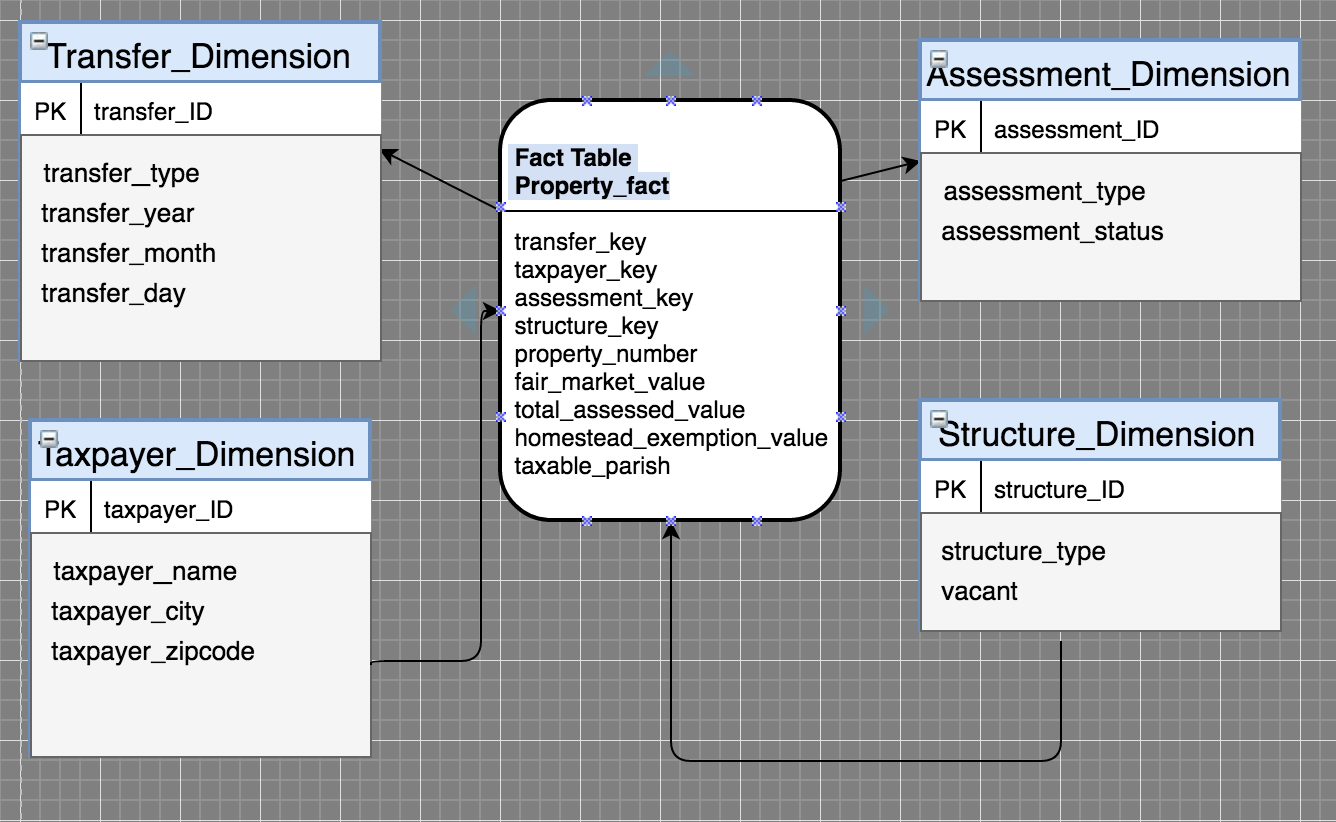 Transfer_Dimension
PK transfer_ID
transfer_type
transfer_year
transfer_month
transfer_day
Taxpayer_Dimension
PK taxpayer_ID
taxpayer_name
taxpayer_city
taxpayer_zipcode
Fact Table
Property_fact
transfer_key
taxpayer_key
assessment_key
structure_key
property_number
fair_market_value
total_assessed_value
homestead_exemption_value
taxable_parish
Assessment_Dimension
PK assessment_ID
assessment_type
assessment_status
Structure_Dimension
PK structure_ID
structure_type
vacant